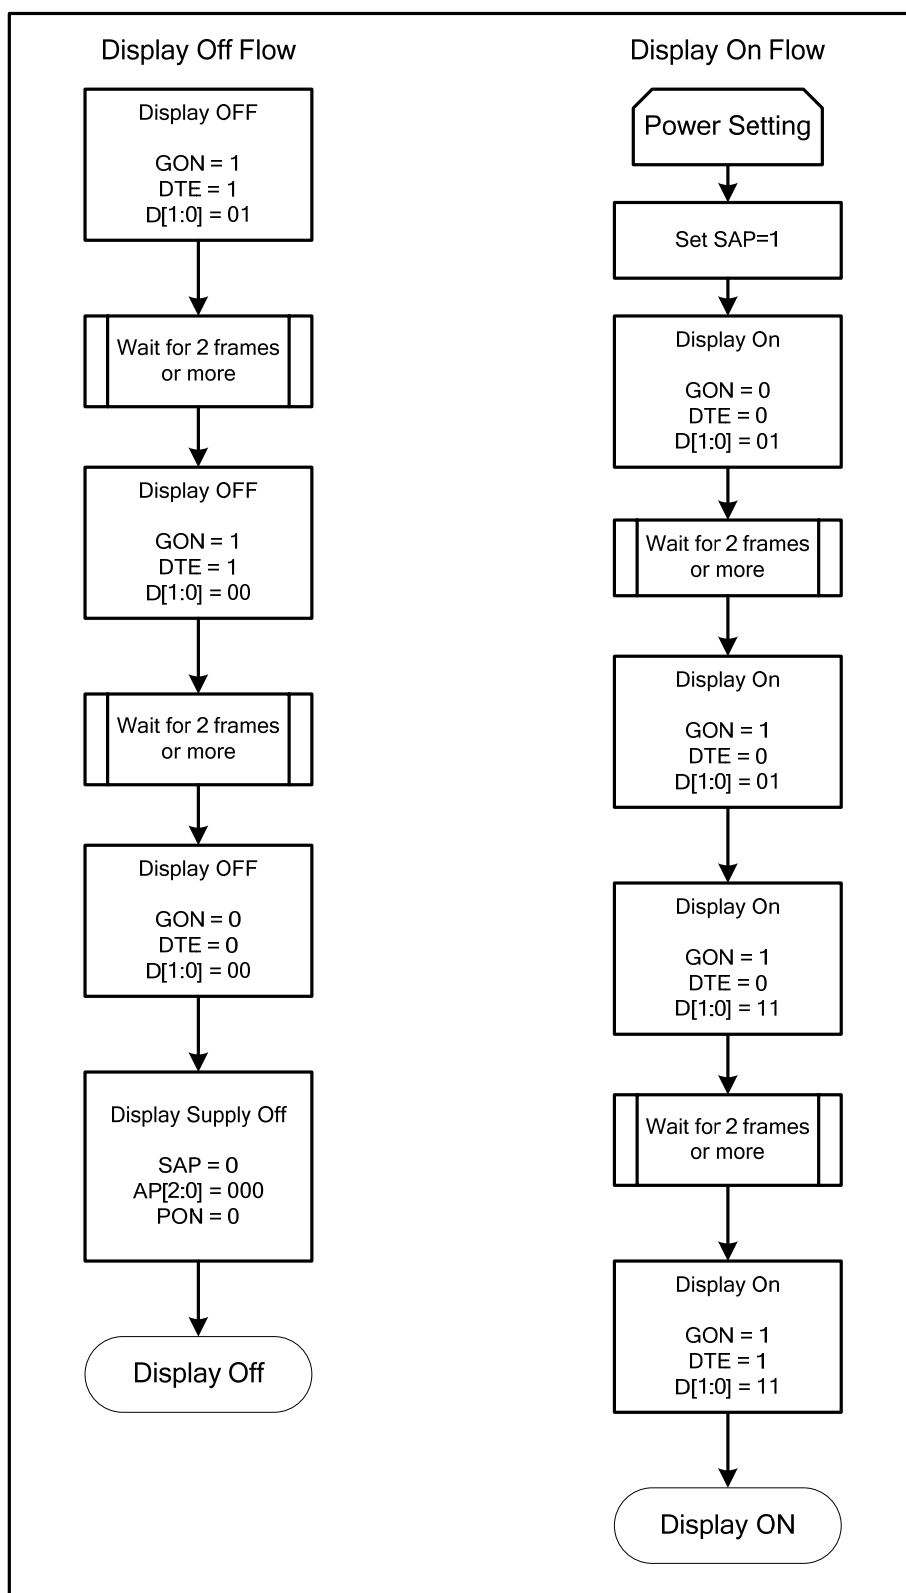 Display Off Flow
Display OFF
GON = 1
DTE = 1
D[1:0] = 01
Wait for 2 frames
or more
Display OFF
GON = 1
DTE = 1
D[1:0] = 00
Wait for 2 frames
or more
Display OFF
GON = 0
DTE = 0
D[1:0] = 00
Display Supply Off
SAP = 0
AP[2:0] = 000
PON = 0
Display Off
Display On Flow
Power Setting
Set SAP=1
Display On
GON = 0
DTE = 0
D[1:0] = 01
Wait for 2 frames
or more
Display On
GON = 1
DTE = 0
D[1:0] = 01
Display On
GON = 1
DTE = 0
D[1:0] = 11
Wait for 2 frames
or more
Display On
GON = 1
DTE = 1
D[1:0] = 11
Display ON